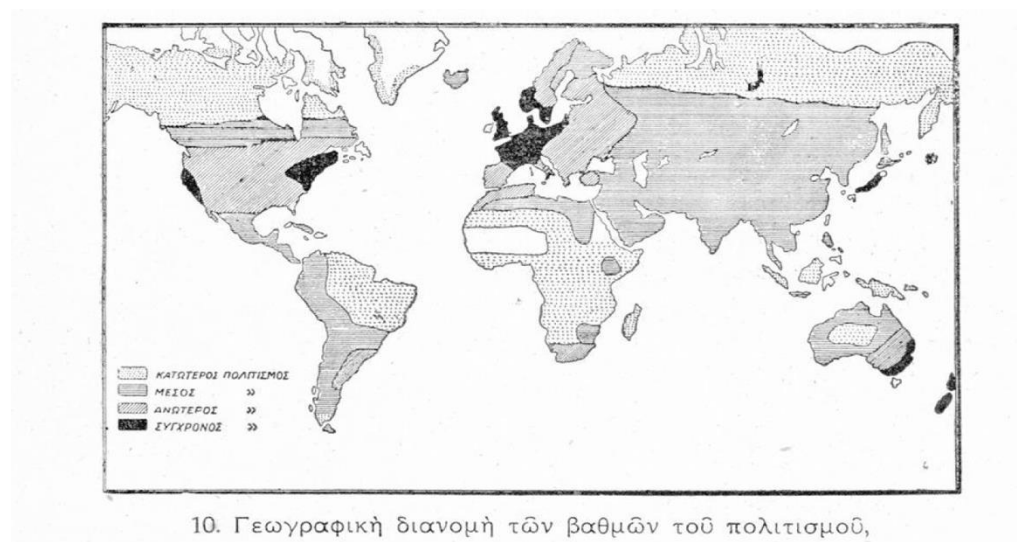 ΚΑΤΩΤΕΡΟΣ ΠΟΛΙΤΙΣΜΟΣ
ΜΕΣΟΣ »
ΑΝΩΤΕΡΟΣ »
ΣΥΓΧΡΟΝΟΣ »
10. Γεωγραφικὴ διανομὴ τῶν βαθμῶν τοῦ πολιτισμοῦ,